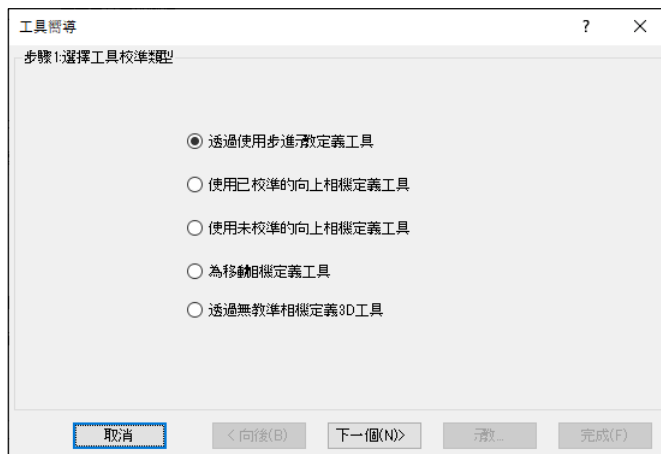 工具嚮導
?
步驟1:選擇工具校準類型
透過使用步進示教定義工具
使用已校準的向上相機定義工具
使用未校準的向上相機定義工具
為移動相機定義工具
透過無教準相機定義3D工具
取消
< 向後(B)
下一個(N)>
示教...
完成(F)